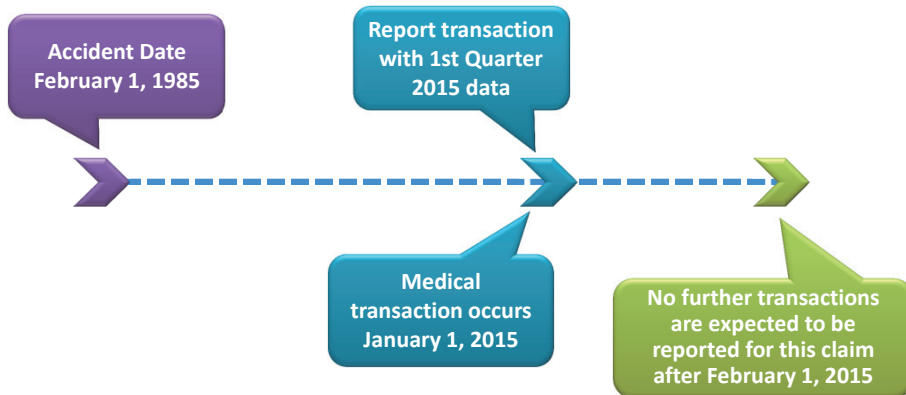 Accident Date
February 1, 1985
Report transaction
with 1st Quarter
2015 data
Medical
transaction occurs
January 1, 2015
No further transactions
are expected to be
reported for this claim
after February 1, 2015